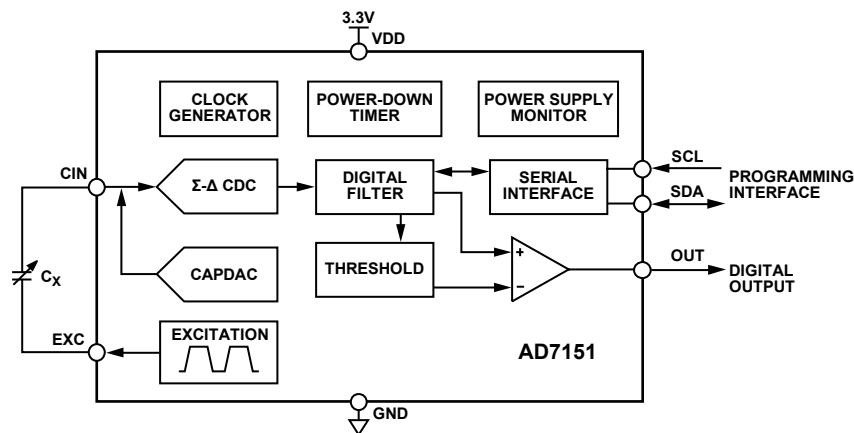 3.3V
VDD
CLOCK
GENERATOR
POWER-DOWN
TIMER
POWER SUPPLY
MONITOR
CIN
Σ-Δ CDC
DIGITAL
FILTER
SERIAL
INTERFACE
SCL
SDA
PROGRAMMING
INTERFACE
CX
CAPDAC
THRESHOLD
+
−
OUT
DIGITAL
OUTPUT
EXC
EXCITATION
AD7151
GND